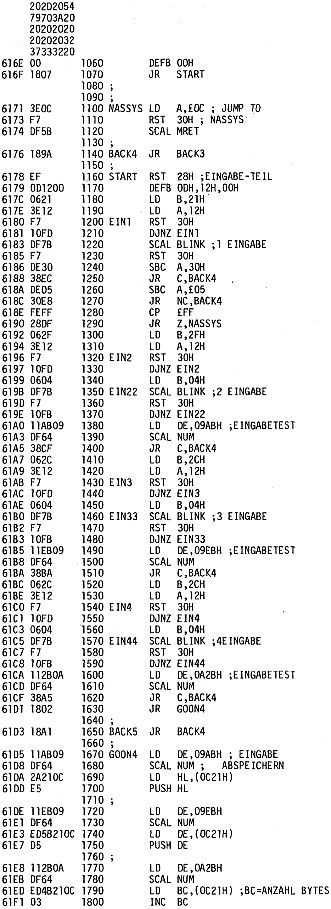 202D2054
79703A20
20202020
20202032
37333220
616E 00 1060 DEFB 00H
616F 1807 1070 JR START
1080 ;
1090 ;
6171 3E0C 1100 NASSYS LD A,£0C ; JUMP TO
6173 F7 1110 RST 30H ; NASSYS
6174 DF5B 1120 SCAL MRET
1130 ;
6176 189A 1140 BACK4 JR BACK3
6178 EF 1160 START RST 28H ;EINGABE-TEIL
6179 0D1200 1170 DEFB 0DH,12H,00H
617C 0621 1180 LD B,21H
617E 3E12 1190 LD A,12H
6180 F7 1200 EIN1 RST 30H
6181 10FD 1210 DJNZ EIN1
6183 DF7B 1220 SCAL BLINK ;1 EINGABE
6185 F7 1230 RST 30H
6186 DE30 1240 SBC A,30H
6188 38EC 1250 JR C,BACK4
618A DE05 1260 SBC A,£05
618C 30E8 1270 JR NC,BACK4
618E FEFF 1280 CP £FF
6190 28DF 1290 JR Z,NASSYS
6192 062F 1300 LD B,2FH
6194 3E12 1310 LD A,12H
6196 F7 1320 EIN2 RST 30H
6197 10FD 1330 DJNZ EIN2
6199 0604 1340 LD B,04H
619B DF7B 1350 EIN22 SCAL BLINK ;2 EINGABE
619D F7 1360 RST 30H
619E 10FB 1370 DJNZ EIN22
61A0 11AB09 1380 LD DE,09ABH ;EINGABETEST
61A3 DF64 1390 SCAL NUM
61A5 38CF 1400 JR C,BACK4
61A7 062C 1410 LD B,2CH
61A9 3E12 1420 LD A,12H
61AB F7 1430 EIN3 RST 30H
61AC 10FD 1440 DJNZ EIN3
61AE 0604 1450 LD B,04H
61B0 DF7B 1460 EIN33 SCAL BLINK ;3 EINGABE
61B2 F7 1470 RST 30H
61B3 10FB 1480 DJNZ EIN33
61B5 11EB09 1490 LD DE,09EBH ;EINGABETEST
61B8 DF64 1500 SCAL NUM
61BA 38BA 1510 JR C,BACK4
61BC 062C 1520 LD B,2CH
61BE 3E12 1530 LD A,12H
61C0 F7 1540 EIN4 RST 30H
61C1 10FD 1550 DJNZ EIN4
61C3 0604 1560 LD B,04H
61C5 DF7B 1570 EIN44 SCAL BLINK ;4EINGABE
61C7 F7 1580 RST 30H
61C8 10FB 1590 DJNZ EIN44
61CA 112B0A 1600 LD DE,0A2BH ;EINGABETEST
61CD DF64 1610 SCAL NUM
61CF 38A5 1620 JR C,BACK4
61D1 1802 1630 JR GOON4
1640 ;
61D3 18A1 1650 BACK5 JR BACK4
1660 ;
61D5 11AB09 1670 GOON4 LD DE,09ABH ; EINGABE
61D8 DF64 1680 SCAL NUM ; ABSPEICHERN
61DA 2A210C 1690 LD HL,(0C21H)
61DD E5 1700 PUSH HL
1710 ;
61DE 11EB09 1720 LD DE,09EBH
61E1 DF64 1730 SCAL NUM
61E3 ED5B210C 1740 LD DE,(0C21H)
61E7 D5 1750 PUSH DE
1760 ;
61E8 112B0A 1770 LD DE,0A2BH
61EB DF64 1780 SCAL NUM
61ED ED4B210C 1790 LD BC,(0C21H) ;BC=ANZAHL BYTES
61F1 03 1800 INC BC